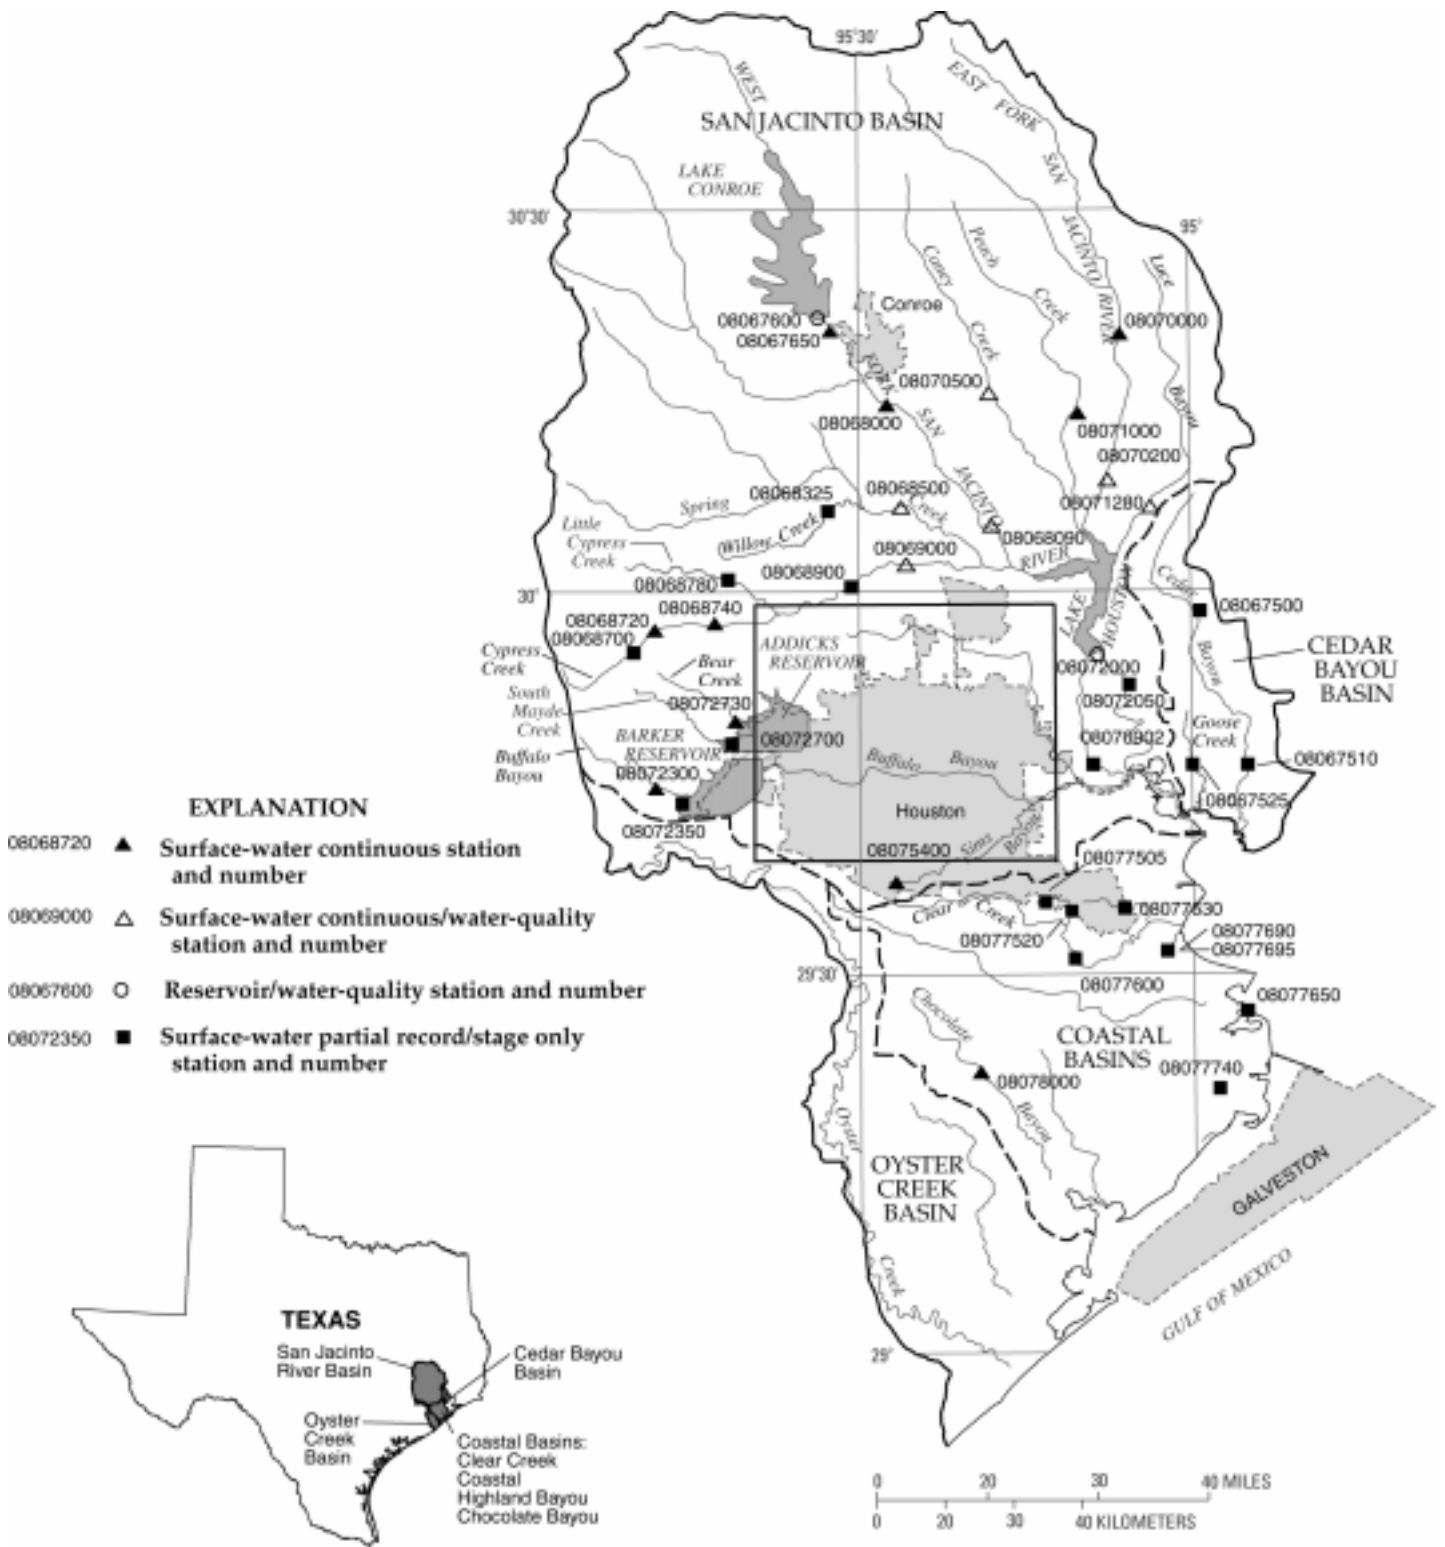 95°30'
WEST
EAST FORK SAN JACINTO RIVER
SAN JACINTO BASIN
LAKE
CONROE
30°30'
95°
Caney Creek
Peach Creek
Luce Bayou
Conroe
08067600
08067650
08070000
FORK SAN JACINTO RIVER
08070500
08068000
08071000
08070200
08068325
08068500
08071280
Spring Creek
Willow Creek
Little
Cypress
Creek
08069000
08068090
08068780
08068900
30°
Cedar Bayou
08068740
08068720
08068700
08067500
LAKE HOUSTON
ADDICKS
RESERVOIR
Cypress
Creek
Bear
Creek
08072000
CEDAR
BAYOU
BASIN
South
Mayde
Creek
08072730
08072050
BARKER
RESERVOIR
08072700
08076902
Goose
Creek
Buffalo
Bayou
08072300
Buffalo Bayou
08067510
08067525
EXPLANATION
Houston
08072350
Sims Bayou
08068720 Surface-water continuous station
and number
08075400
08077505
08069000 Surface-water continuous/water-quality
station and number
Clear Creek
08077630
08077520
08077690
08077695
29°30'
08067600 Reservoir/water-quality station and number
08077600
08077650
08072350 Surface-water partial record/stage only
station and number
Chocolate Bayou
COASTAL
BASINS
08077740
08078000
Oyster Creek
OYSTER
CREEK
BASIN
GALVESTON
GULF OF MEXICO
29°
TEXAS
San Jacinto
River Basin
Cedar Bayou
Basin
Oyster
Creek
Basin
Coastal Basins:
Clear Creek
Coastal
Highland Bayou
Chocolate Bayou
0 20 30 40 MILES
0 20 30 40 KILOMETERS